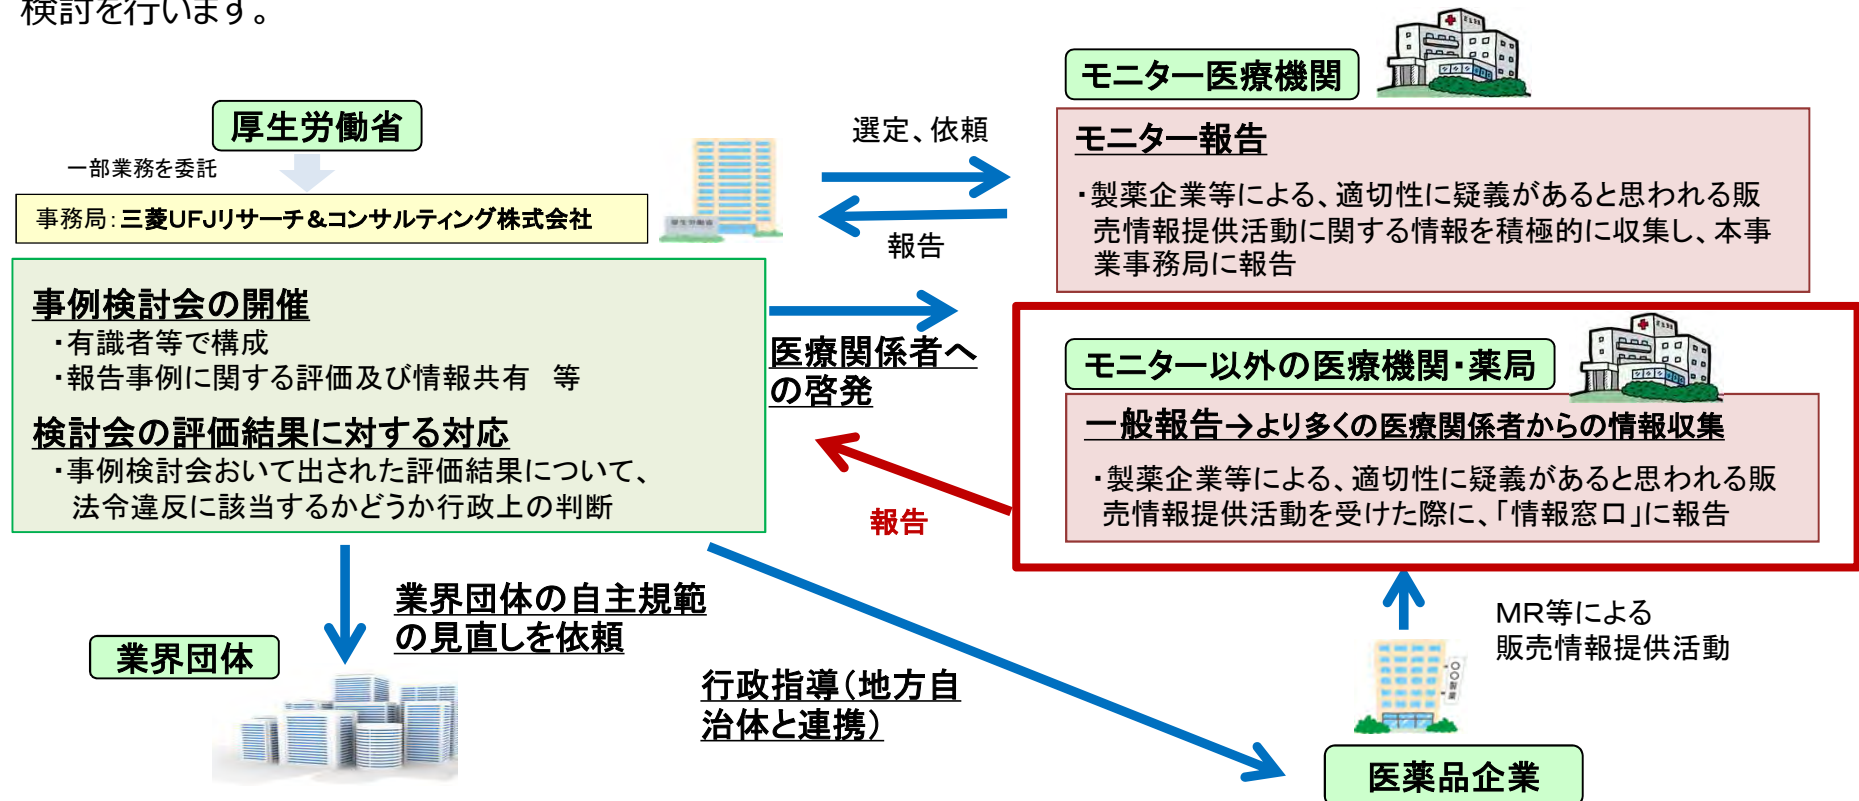 検討を行います。
厚生労働省
一部業務を委託
事務局：三菱UFJリサーチ＆コンサルティング株式会社
厚生労働省
事例検討会の開催
・有識者等で構成
・報告事例に関する評価及び情報共有　等
検討会の評価結果に対する対応
・事例検討会おいて出された評価結果について、
法令違反に該当するかどうか行政上の判断
選定、依頼
報告
モニター医療機関
モニター報告
・製薬企業等による、適切性に疑義があると思われる販
売情報提供活動に関する情報を積極的に収集し、本事
業事務局に報告
医療関係者へ
の啓発
モニター以外の医療機関・薬局
一般報告→より多くの医療関係者からの情報収集
・製薬企業等による、適切性に疑義があると思われる販
売情報提供活動を受けた際に、「情報窓口」に報告
報告
業界団体の自主規範
の見直しを依頼
業界団体
行政指導（地方自
治体と連携）
MR等による
販売情報提供活動
〇〇製薬
医薬品企業